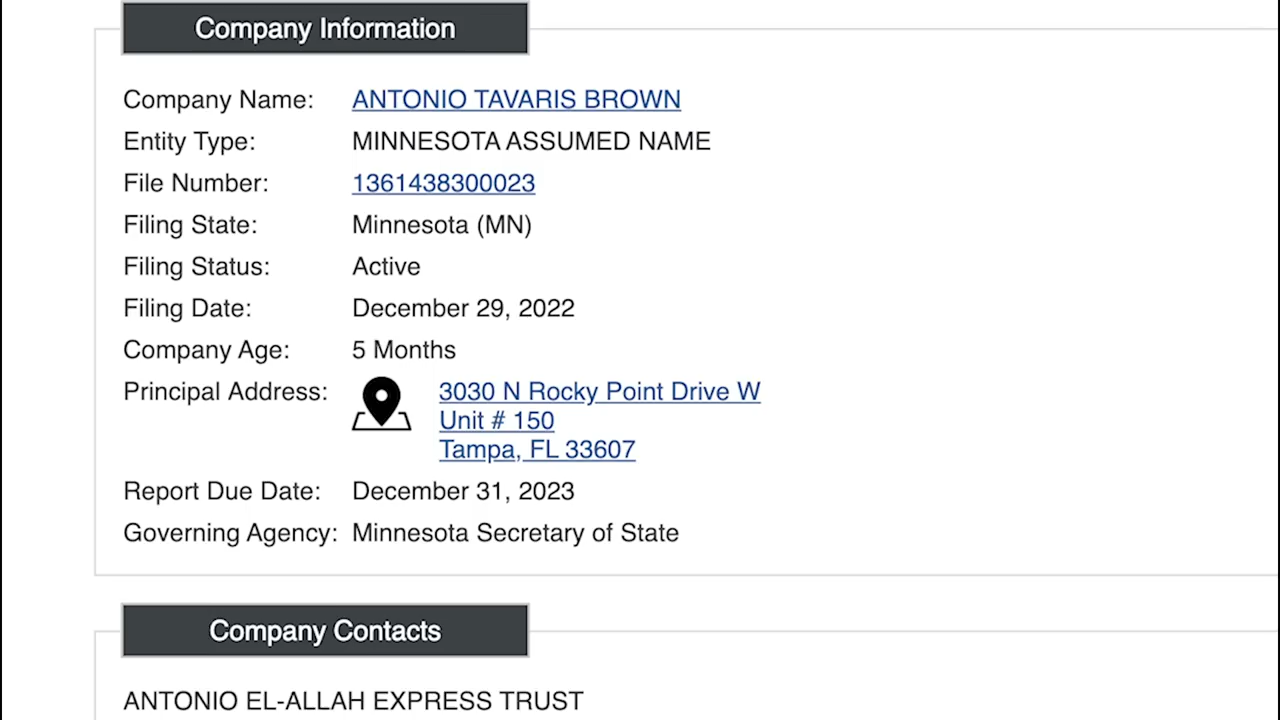 Company Information
Company Name: ANTONIO TAVARIS BROWN
Entity Type: MINNESOTA ASSUMED NAME
File Number: 1361438300023
Filing State: Minnesota (MN)
Filing Status: Active
Filing Date: December 29, 2022
Company Age: 5 Months
Principal Address: 3030 N Rocky Point Drive W
Unit # 150
Tampa, FL 33607
Report Due Date: December 31, 2023
Governing Agency: Minnesota Secretary of State
Company Contacts
ANTONIO EL-ALLAH EXPRESS TRUST